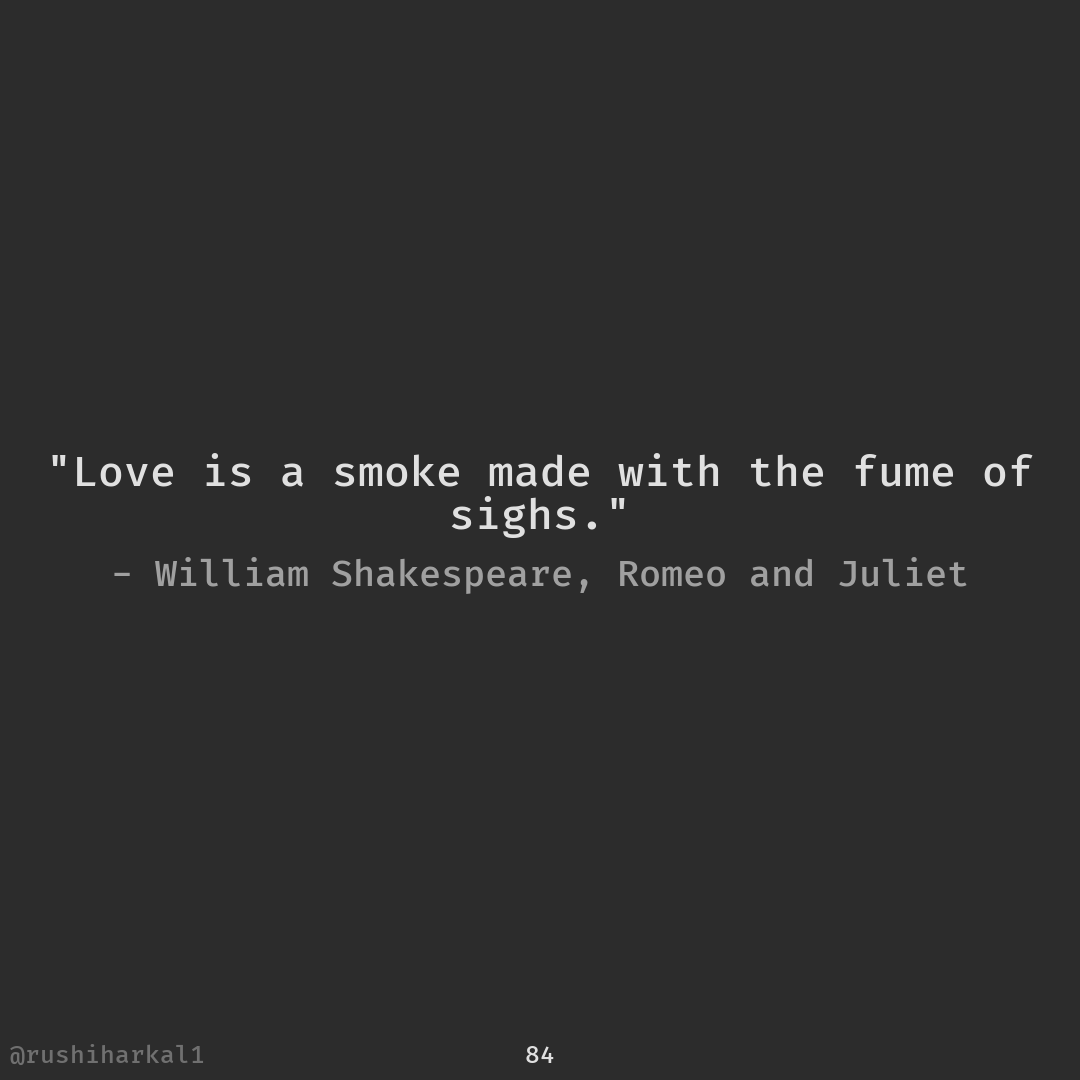 "Love is a smoke made with the fume of
sighs."
– William Shakespeare, Romeo and Juliet
@rushiharkal1
84